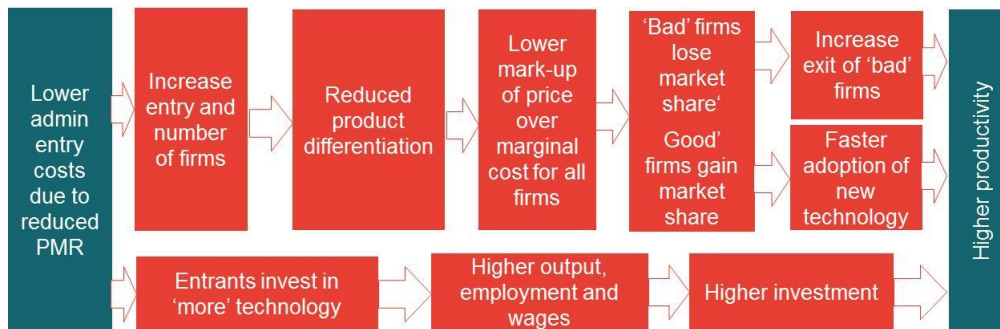 Lower
admin
entry
costs due
to
reduced
PMR
Increase
entry and
number
of firms
Reduced
product
differentiation
Lower
mark-up
of price
over
marginal
cost for all
firms
‘Bad’ firms
lose
market
share‘
Good’
firms gain
market
share
Increase
exit of ‘bad’
firms
Faster
adoption of
new
technology
Entrants invest in
‘more’ technology
Higher output,
employment and
wages
Higher investment
Higher productivity